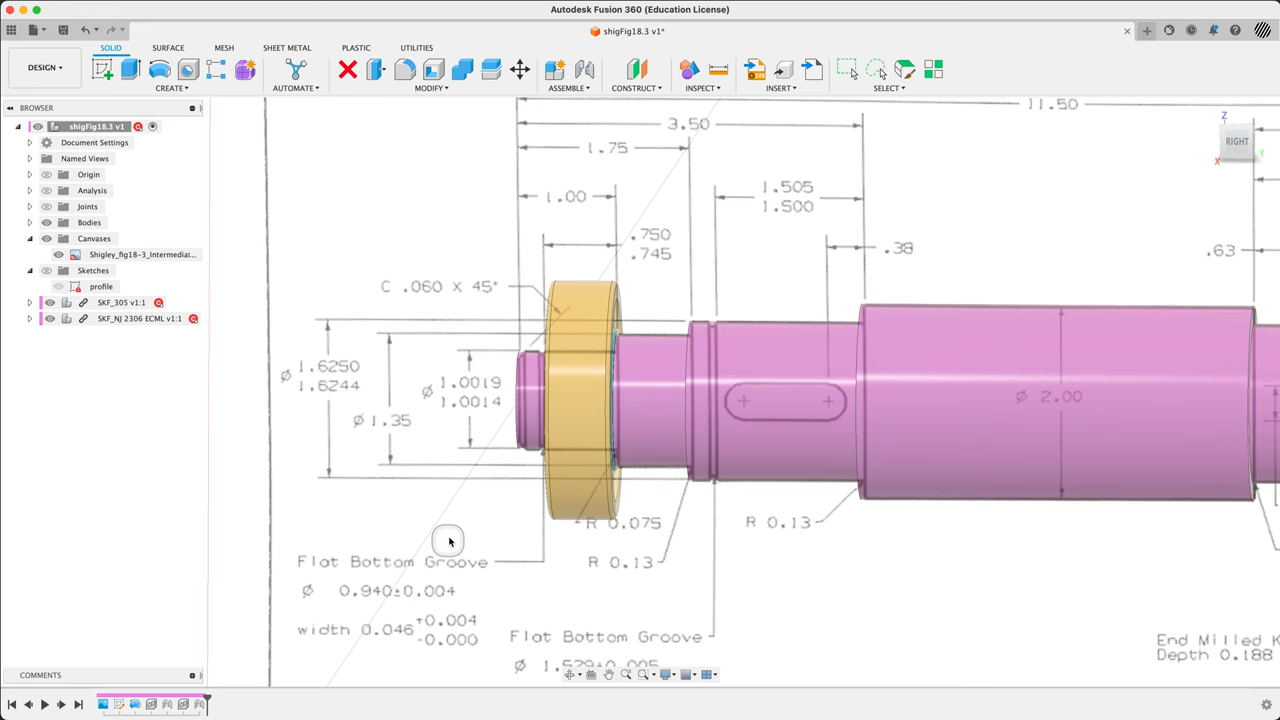 Autodesk Fusion 360 (Education License)
shigFig18.3 v1*
SOLID SURFACE MESH SHEET METAL PLASTIC UTILITIES
DESIGN
CREATE AUTOMATE MODIFY ASSEMBLE CONSTRUCT INSPECT INSERT SELECT
BROWSER
shigFig18.3 v1
Document Settings
Named Views
Origin
Analysis
Joints
Bodies
Canvases
Shigley_fig18-3_Intermediat...
Sketches
profile
SKF_305 v1:1
SKF_NJ 2306 ECML v1:1
COMMENTS
RIGHT
Z
X
Y
11.50
3.50
1.75
1.00
1.505
1.500
.750
.745
.38
.63
C .060 x 45°
ø 1.6250
1.6244
ø 1.35
ø 1.0019
1.0014
ø 2.00
R 0.075
R 0.13
R 0.13
Flat Bottom Groove
ø 0.940±0.004
width 0.046 +0.004
-0.000
Flat Bottom Groove
ø 1.529±0.005
End Milled K
Depth 0.188